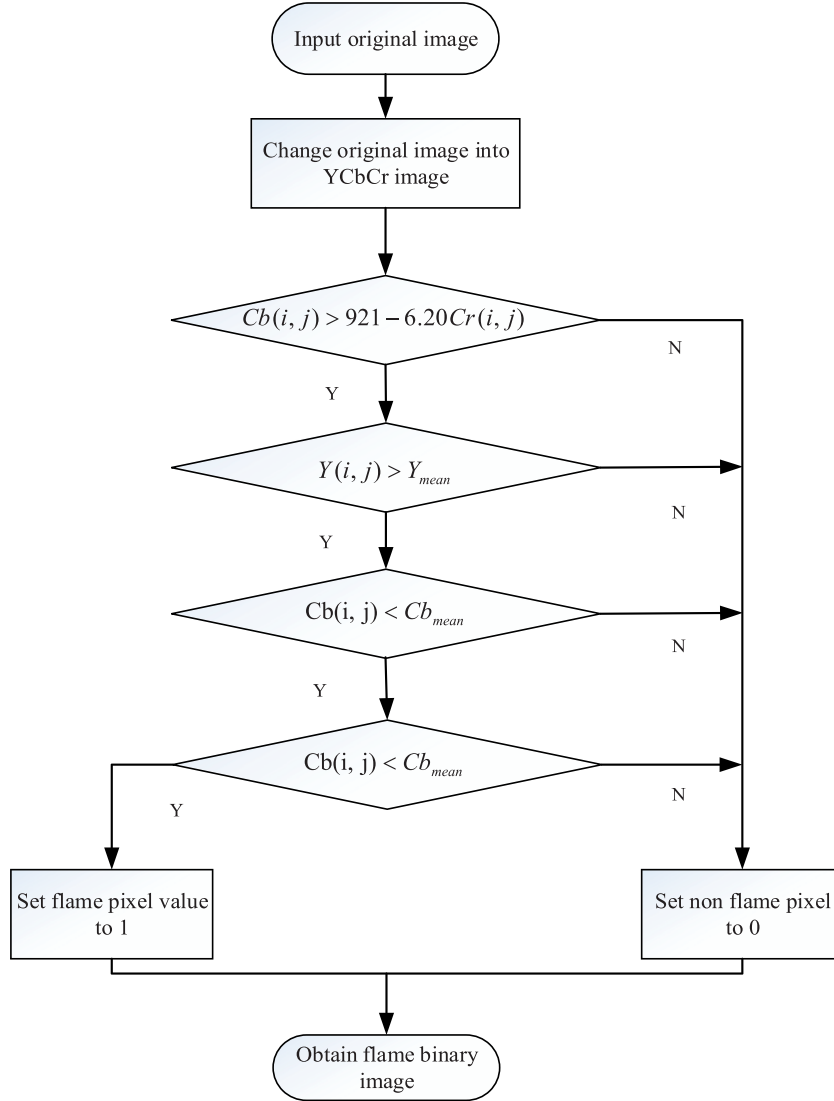 Input original image
Change original image into
YCbCr image
Cb(i, j) > 921 − 6.20Cr(i, j)
N
Y
Y(i, j) > Y_mean
N
Y
Cb(i, j) < Cb_mean
N
Y
Cb(i, j) < Cb_mean
N
Y
Set flame pixel value
to 1
Set non flame pixel
to 0
Obtain flame binary
image